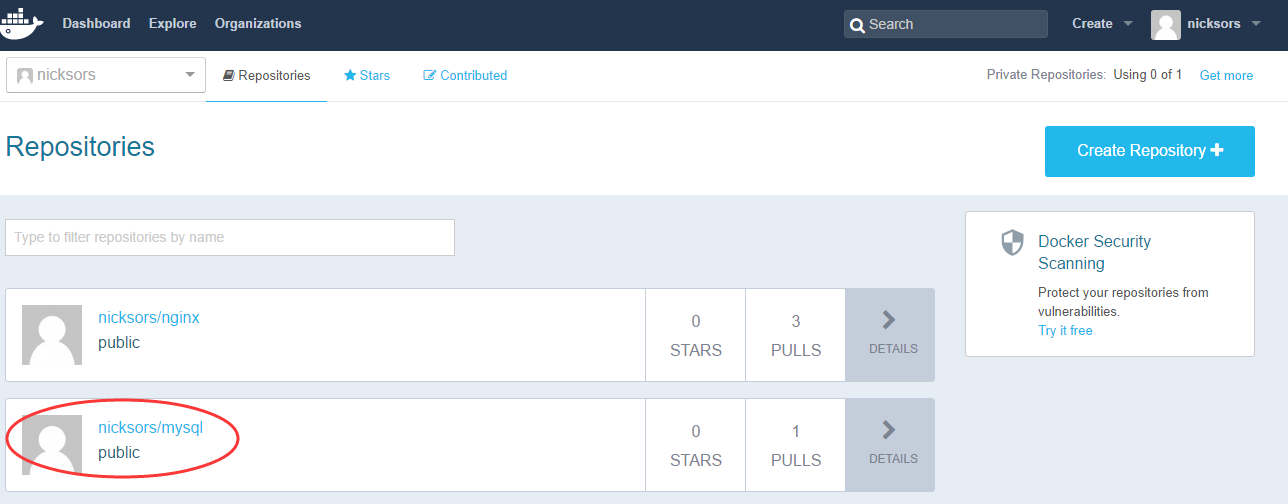 Dashboard Explore Organizations Search Create nicksors
nicksors Repositories Stars Contributed Private Repositories: Using 0 of 1 Get more
Repositories
Create Repository
Type to filter repositories by name
Docker Security
Scanning
Protect your repositories from
vulnerabilities.
Try it free
nicksors/nginx
public
0
STARS
3
PULLS
DETAILS
nicksors/mysql
public
0
STARS
1
PULLS
DETAILS